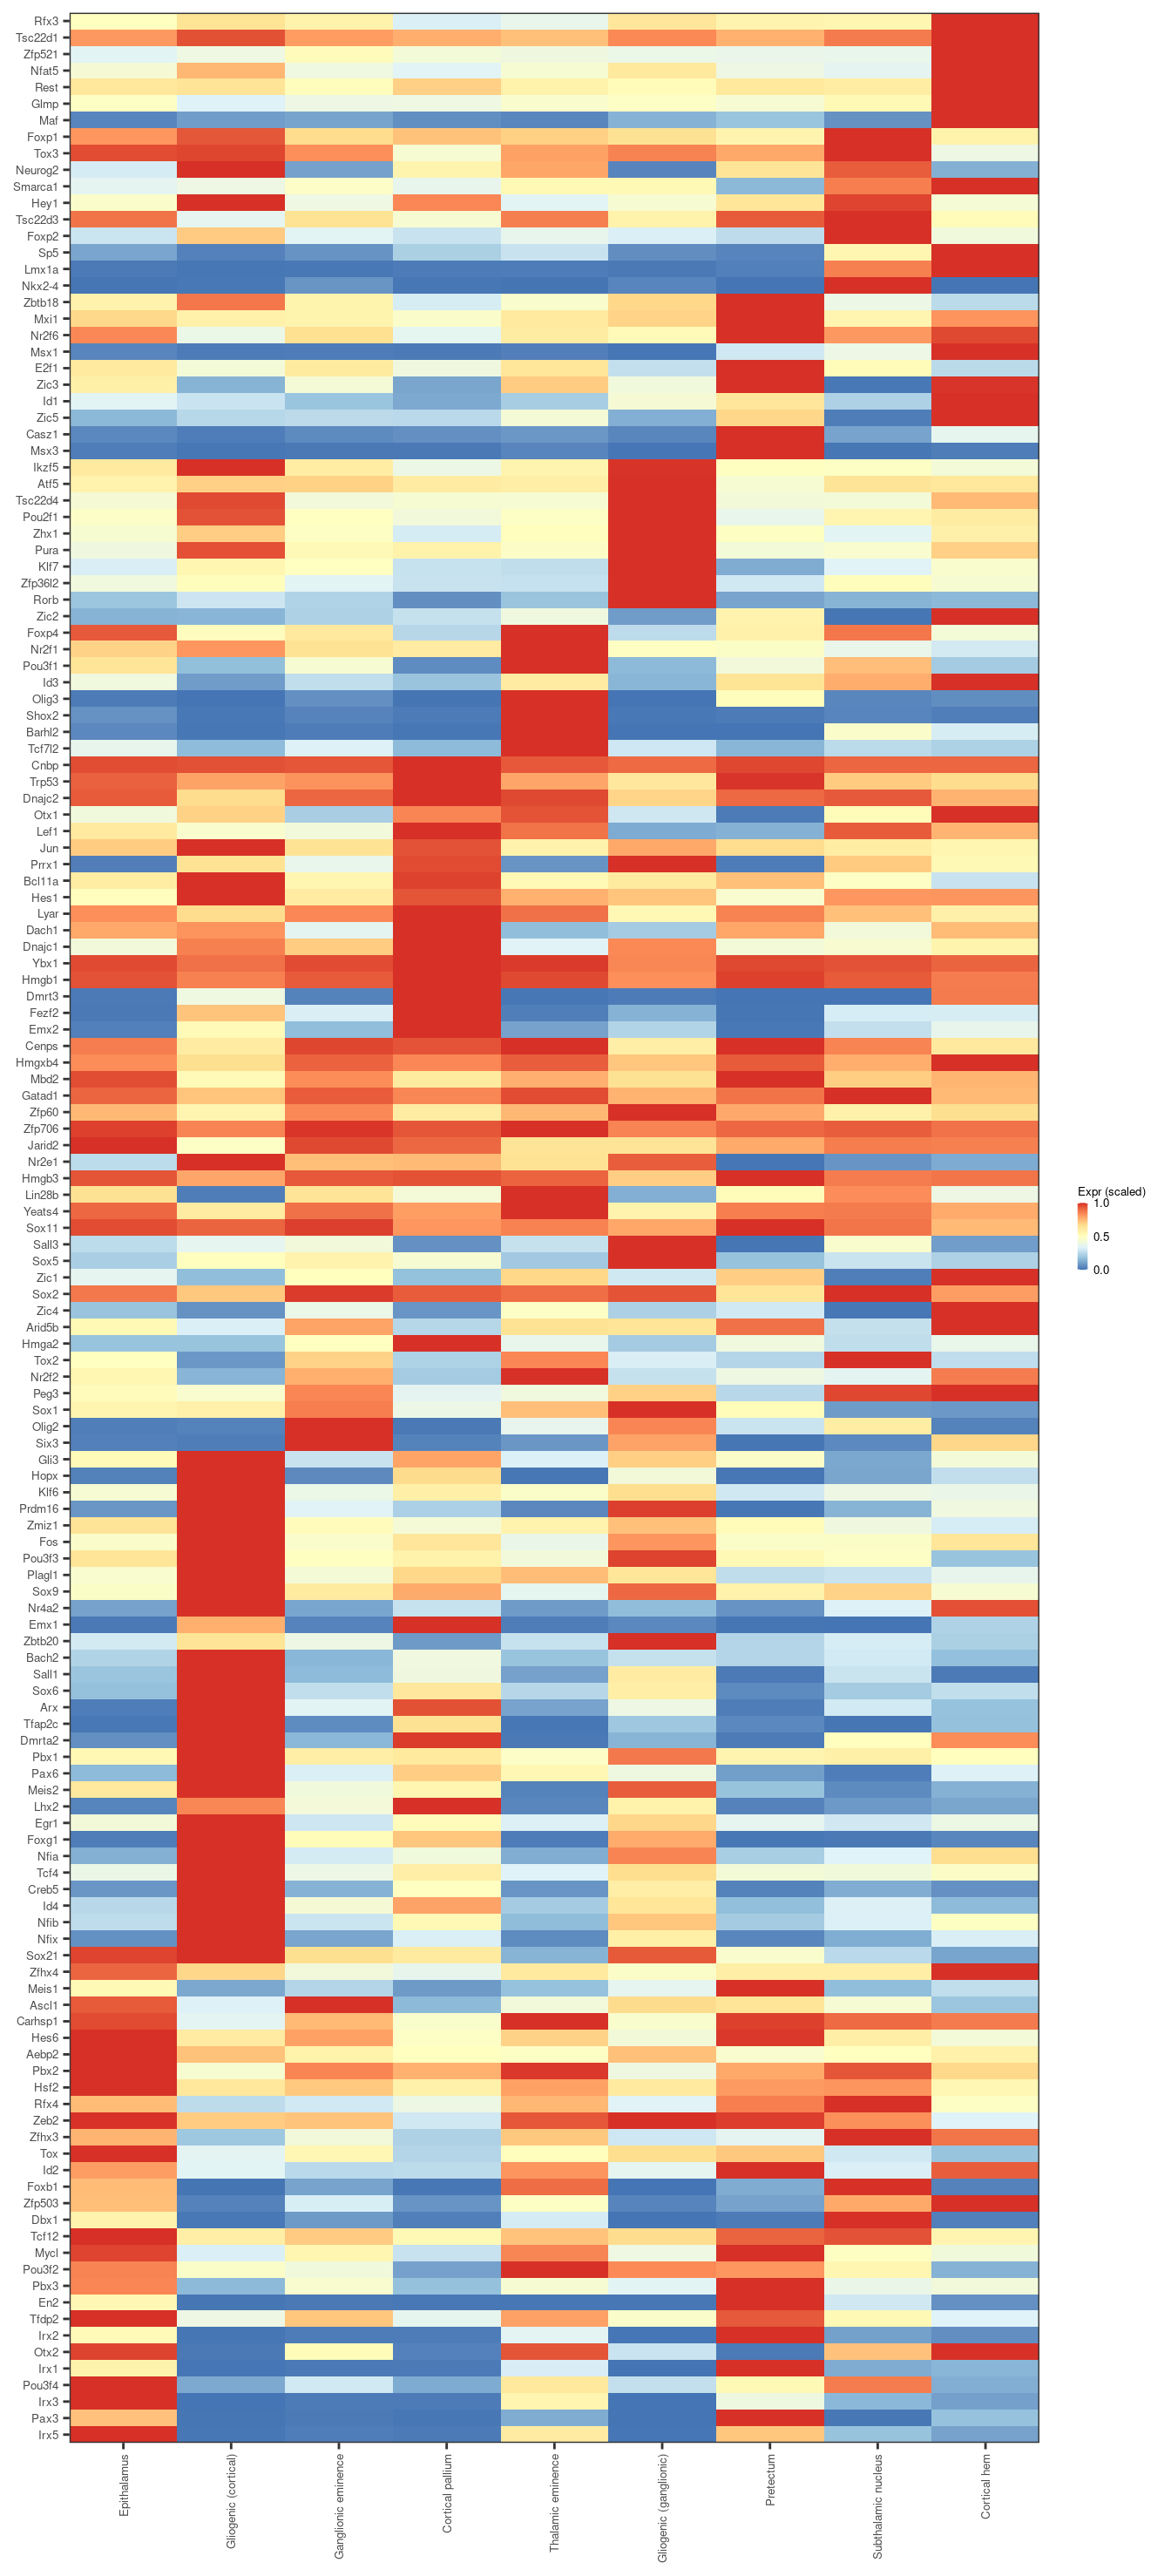 Rfx3
Tsc22d1
Zfp521
Nfat5
Rest
Glmp
Maf
Foxp1
Tox3
Neurog2
Smarca1
Hey1
Tsc22d3
Foxp2
Sp5
Lmx1a
Nkx2-4
Zbtb18
Mxi1
Nr2f6
Msx1
E2f1
Zic3
Id1
Zic5
Casz1
Msx3
Ikzf5
Atf5
Tsc22d4
Pou2f1
Zhx1
Pura
Klf7
Zfp36l2
Rorb
Zic2
Foxp4
Nr2f1
Pou3f1
Id3
Olig3
Shox2
Barhl2
Tcf7l2
Cnbp
Trp53
Dnajc2
Otx1
Lef1
Jun
Prrx1
Bcl11a
Hes1
Lyar
Dach1
Dnajc1
Ybx1
Hmgb1
Dmrt3
Fezf2
Emx2
Cenps
Hmgxb4
Mbd2
Gatad1
Zfp60
Zfp706
Jarid2
Nr2e1
Hmgb3
Lin28b
Yeats4
Sox11
Sall3
Sox5
Zic1
Sox2
Zic4
Arid5b
Hmga2
Tox2
Nr2f2
Peg3
Sox1
Olig2
Six3
Gli3
Hopx
Klf6
Prdm16
Zmiz1
Fos
Pou3f3
Plagl1
Sox9
Nr4a2
Emx1
Zbtb20
Bach2
Sall1
Sox6
Arx
Tfap2c
Dmrta2
Pbx1
Pax6
Meis2
Lhx2
Egr1
Foxg1
Nfia
Tcf4
Creb5
Id4
Nfib
Nfix
Sox21
Zfhx4
Meis1
Ascl1
Carhsp1
Hes6
Aebp2
Pbx2
Hsf2
Rfx4
Zeb2
Zfhx3
Tox
Id2
Foxb1
Zfp503
Dbx1
Tcf12
Mycl
Pou3f2
Pbx3
En2
Tfdp2
Irx2
Otx2
Irx1
Pou3f4
Irx3
Pax3
Irx5
Epithalamus
Gliogenic (cortical)
Ganglionic eminence
Cortical pallium
Thalamic eminence
Gliogenic (ganglionic)
Pretectum
Subthalamic nucleus
Cortical hem
Expr (scaled)
1.0
0.5
0.0